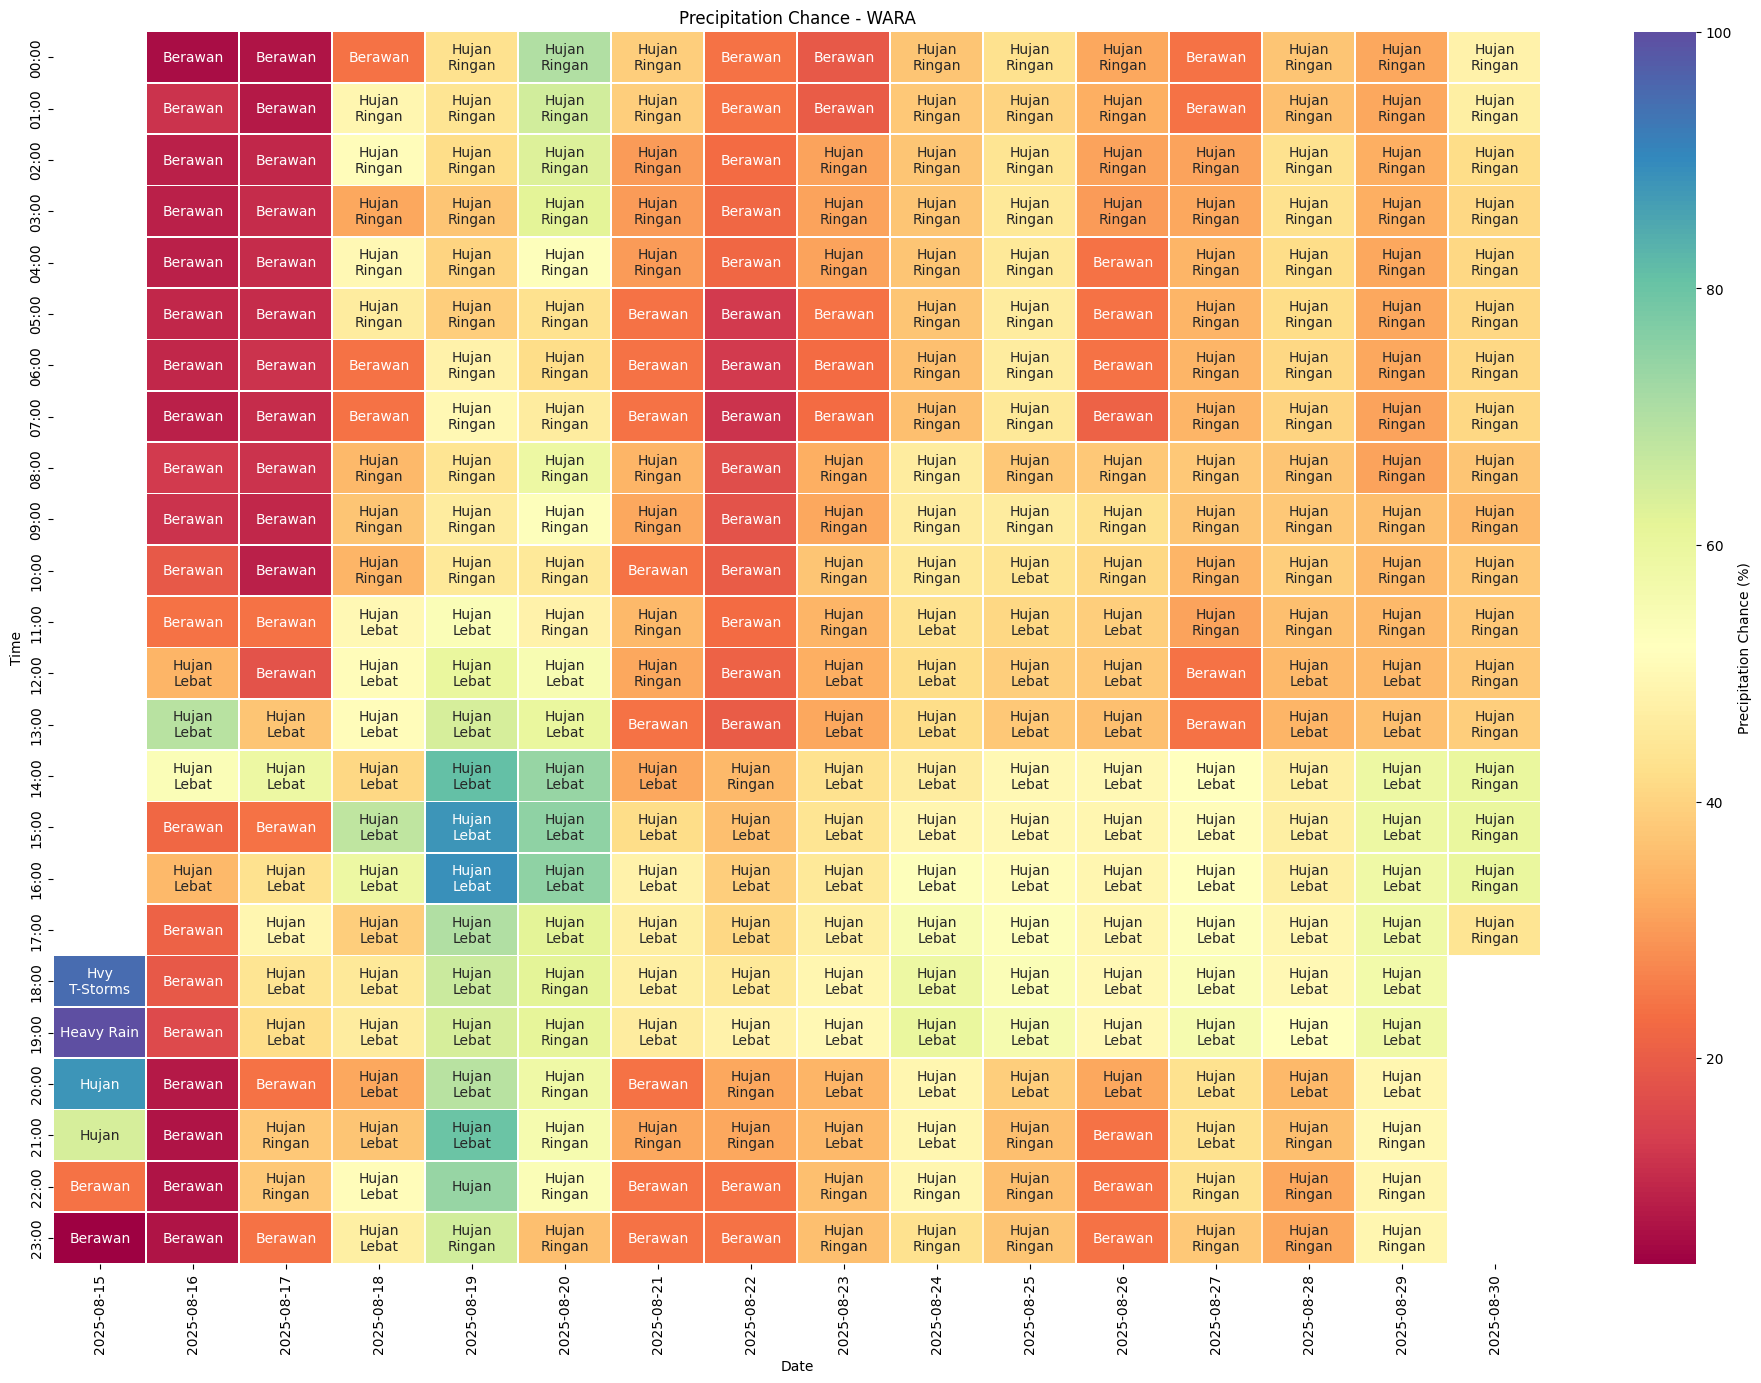 Precipitation Chance - WARA
00:00 Berawan Berawan Berawan Hujan Ringan Hujan Ringan Hujan Ringan Berawan Berawan Hujan Ringan Hujan Ringan Hujan Ringan Berawan Hujan Ringan Hujan Ringan Hujan Ringan
01:00 Berawan Berawan Hujan Ringan Hujan Ringan Hujan Ringan Hujan Ringan Berawan Berawan Hujan Ringan Hujan Ringan Hujan Ringan Berawan Hujan Ringan Hujan Ringan Hujan Ringan
02:00 Berawan Berawan Hujan Ringan Hujan Ringan Hujan Ringan Hujan Ringan Berawan Hujan Ringan Hujan Ringan Hujan Ringan Hujan Ringan Hujan Ringan Hujan Ringan Hujan Ringan Hujan Ringan
03:00 Berawan Berawan Hujan Ringan Hujan Ringan Hujan Ringan Hujan Ringan Berawan Hujan Ringan Hujan Ringan Hujan Ringan Hujan Ringan Hujan Ringan Hujan Ringan Hujan Ringan Hujan Ringan
04:00 Berawan Berawan Hujan Ringan Hujan Ringan Hujan Ringan Hujan Ringan Berawan Hujan Ringan Hujan Ringan Hujan Ringan Berawan Hujan Ringan Hujan Ringan Hujan Ringan Hujan Ringan
05:00 Berawan Berawan Hujan Ringan Hujan Ringan Hujan Ringan Berawan Berawan Berawan Hujan Ringan Hujan Ringan Berawan Hujan Ringan Hujan Ringan Hujan Ringan Hujan Ringan
06:00 Berawan Berawan Berawan Hujan Ringan Hujan Ringan Berawan Berawan Berawan Hujan Ringan Hujan Ringan Berawan Hujan Ringan Hujan Ringan Hujan Ringan Hujan Ringan
07:00 Berawan Berawan Berawan Hujan Ringan Hujan Ringan Berawan Berawan Berawan Hujan Ringan Hujan Ringan Berawan Hujan Ringan Hujan Ringan Hujan Ringan Hujan Ringan
08:00 Berawan Berawan Hujan Ringan Hujan Ringan Hujan Ringan Hujan Ringan Berawan Hujan Ringan Hujan Ringan Hujan Ringan Hujan Ringan Hujan Ringan Hujan Ringan Hujan Ringan Hujan Ringan
09:00 Berawan Berawan Hujan Ringan Hujan Ringan Hujan Ringan Hujan Ringan Berawan Hujan Ringan Hujan Ringan Hujan Ringan Hujan Ringan Hujan Ringan Hujan Ringan Hujan Ringan Hujan Ringan
10:00 Berawan Berawan Hujan Ringan Hujan Ringan Hujan Ringan Berawan Berawan Hujan Ringan Hujan Ringan Hujan Lebat Hujan Ringan Hujan Ringan Hujan Ringan Hujan Ringan Hujan Ringan
11:00 Berawan Berawan Hujan Lebat Hujan Lebat Hujan Ringan Hujan Ringan Berawan Hujan Ringan Hujan Lebat Hujan Lebat Hujan Lebat Hujan Ringan Hujan Ringan Hujan Ringan Hujan Ringan
12:00 Hujan Lebat Berawan Hujan Lebat Hujan Lebat Hujan Lebat Hujan Ringan Berawan Hujan Lebat Hujan Lebat Hujan Lebat Hujan Lebat Berawan Hujan Lebat Hujan Lebat Hujan Ringan
13:00 Hujan Lebat Hujan Lebat Hujan Lebat Hujan Lebat Hujan Lebat Berawan Berawan Hujan Lebat Hujan Lebat Hujan Lebat Hujan Lebat Berawan Hujan Lebat Hujan Lebat Hujan Ringan
14:00 Hujan Lebat Hujan Lebat Hujan Lebat Hujan Lebat Hujan Lebat Hujan Lebat Hujan Ringan Hujan Lebat Hujan Lebat Hujan Lebat Hujan Lebat Hujan Lebat Hujan Lebat Hujan Lebat Hujan Ringan
15:00 Berawan Berawan Hujan Lebat Hujan Lebat Hujan Lebat Hujan Lebat Hujan Lebat Hujan Lebat Hujan Lebat Hujan Lebat Hujan Lebat Hujan Lebat Hujan Lebat Hujan Lebat Hujan Ringan
16:00 Hujan Lebat Hujan Lebat Hujan Lebat Hujan Lebat Hujan Lebat Hujan Lebat Hujan Lebat Hujan Lebat Hujan Lebat Hujan Lebat Hujan Lebat Hujan Lebat Hujan Lebat Hujan Lebat Hujan Ringan
17:00 Berawan Hujan Lebat Hujan Lebat Hujan Lebat Hujan Lebat Hujan Lebat Hujan Lebat Hujan Lebat Hujan Lebat Hujan Lebat Hujan Lebat Hujan Lebat Hujan Lebat Hujan Lebat Hujan Ringan
18:00 Hvy T-Storms Berawan Hujan Lebat Hujan Lebat Hujan Lebat Hujan Ringan Hujan Lebat Hujan Lebat Hujan Lebat Hujan Lebat Hujan Lebat Hujan Lebat Hujan Lebat Hujan Lebat Hujan Lebat
19:00 Heavy Rain Berawan Hujan Lebat Hujan Lebat Hujan Lebat Hujan Ringan Hujan Lebat Hujan Lebat Hujan Lebat Hujan Lebat Hujan Lebat Hujan Lebat Hujan Lebat Hujan Lebat Hujan Lebat
20:00 Hujan Berawan Berawan Hujan Lebat Hujan Lebat Hujan Ringan Berawan Hujan Ringan Hujan Lebat Hujan Lebat Hujan Lebat Hujan Lebat Hujan Lebat Hujan Lebat Hujan Lebat
21:00 Hujan Berawan Hujan Ringan Hujan Lebat Hujan Lebat Hujan Ringan Hujan Ringan Hujan Ringan Hujan Lebat Hujan Lebat Hujan Ringan Berawan Hujan Lebat Hujan Ringan Hujan Ringan
22:00 Berawan Berawan Hujan Ringan Hujan Lebat Hujan Hujan Ringan Berawan Berawan Hujan Ringan Hujan Ringan Hujan Ringan Berawan Hujan Ringan Hujan Ringan Hujan Ringan
23:00 Berawan Berawan Berawan Hujan Lebat Hujan Ringan Hujan Ringan Berawan Berawan Hujan Ringan Hujan Ringan Hujan Ringan Berawan Hujan Ringan Hujan Ringan Hujan Ringan
Time
2025-08-15 2025-08-16 2025-08-17 2025-08-18 2025-08-19 2025-08-20 2025-08-21 2025-08-22 2025-08-23 2025-08-24 2025-08-25 2025-08-26 2025-08-27 2025-08-28 2025-08-29 2025-08-30
Date
100
80
60
40
20
Precipitation Chance (%)